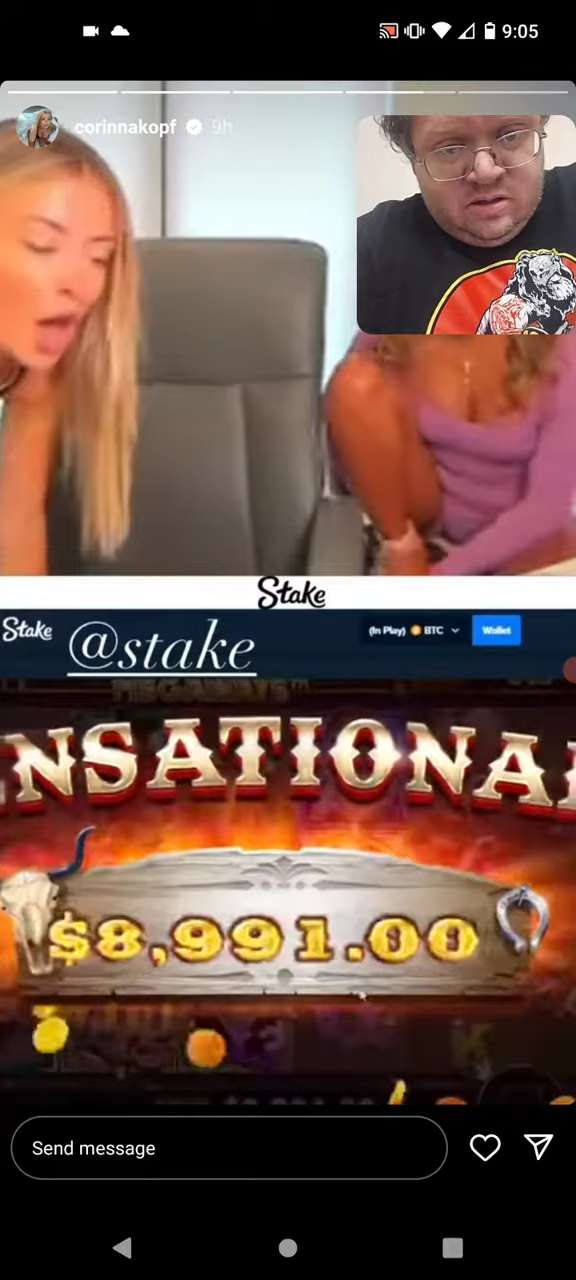 9:05
corinnakopf 9h
Stake
Stake @stake (In Play) BTC Wallet
NSATIONA
$8,991.00
Send message